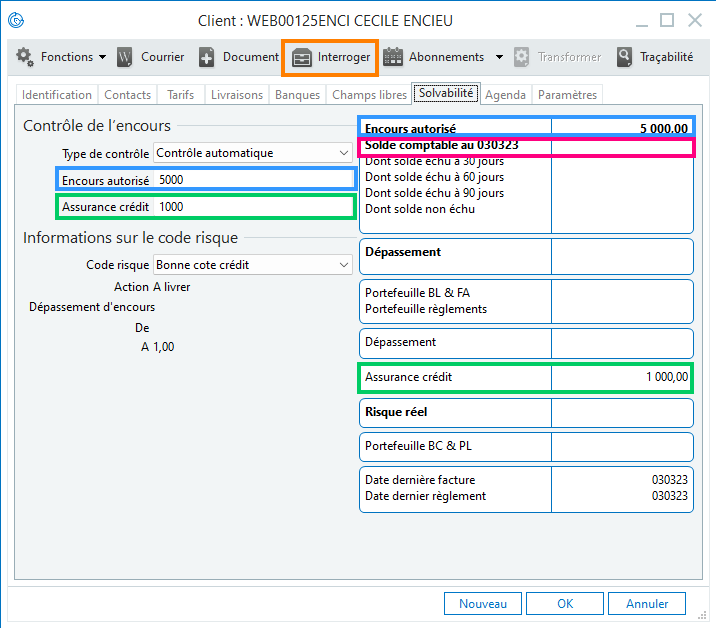 Client : WEB00125ENCI CECILE ENCIEU
Fonctions Courrier Document Interroger Abonnements Transformer Traçabilité
Identification Contacts Tarifs Livraisons Banques Champs libres Solvabilité Agenda Paramètres
Contrôle de l'encours
Type de contrôle Contrôle automatique
Encours autorisé 5000
Assurance crédit 1000
Informations sur le code risque
Code risque Bonne cote crédit
Action A livrer
Dépassement d'encours
De
A 1,00
Encours autorisé 5 000,00
Solde comptable au 030323
Dont solde échu à 30 jours
Dont solde échu à 60 jours
Dont solde échu à 90 jours
Dont solde non échu
Dépassement
Portefeuille BL & FA
Portefeuille règlements
Dépassement
Assurance crédit 1 000,00
Risque réel
Portefeuille BC & PL
Date dernière facture 030323
Date dernier règlement 030323
Nouveau OK Annuler